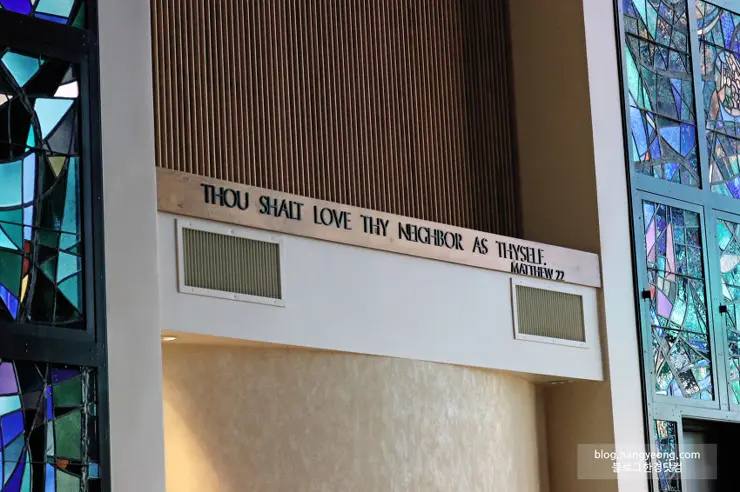 THOU SHALT LOVE THY NEIGHBOR AS THYSELF.
MATTHEW 22
blog.hangyeong.com
블로그한경닷컴